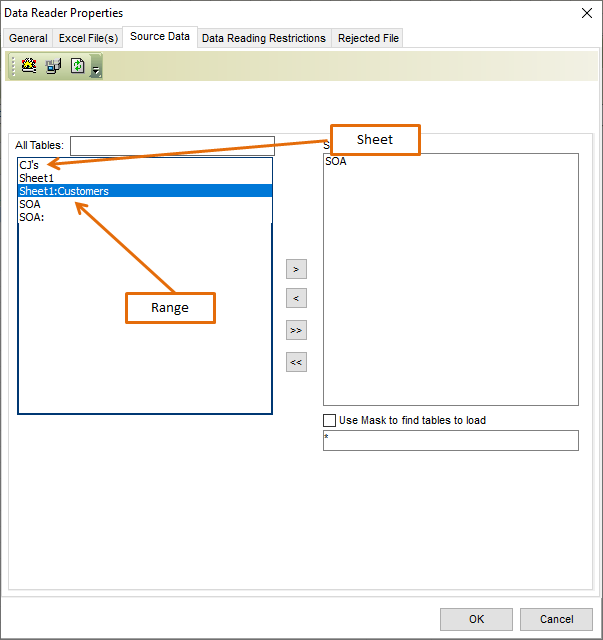 Data Reader Properties
General Excel File(s) Source Data Data Reading Restrictions Rejected File
All Tables:
Sheet
CJ's
Sheet1
Sheet1:Customers
SOA
SOA:
SOA
Range
>
<
>>
<<
Use Mask to find tables to load
*
OK Cancel